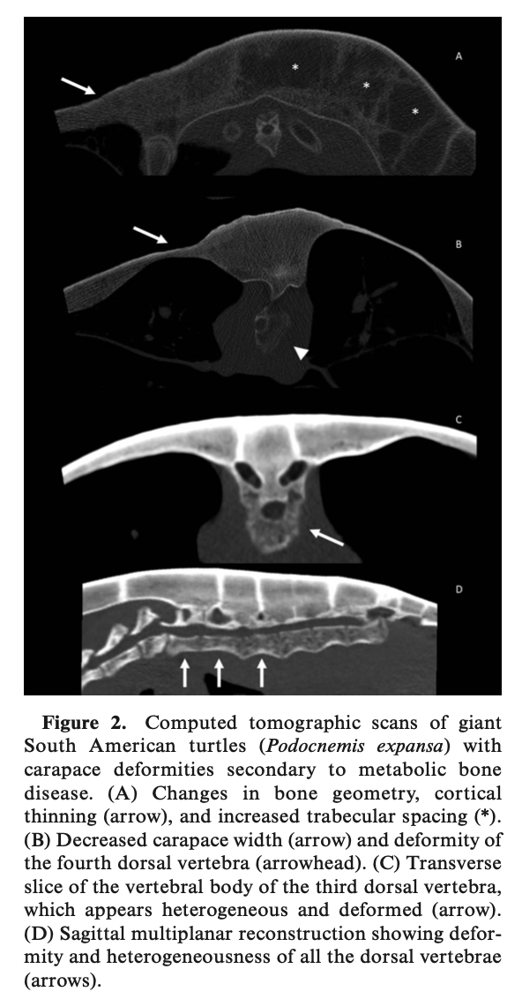 A
*
*
*
B
C
D
Figure 2. Computed tomographic scans of giant
South American turtles (Podocnemis expansa) with
carapace deformities secondary to metabolic bone
disease. (A) Changes in bone geometry, cortical
thinning (arrow), and increased trabecular spacing (*).
(B) Decreased carapace width (arrow) and deformity of
the fourth dorsal vertebra (arrowhead). (C) Transverse
slice of the vertebral body of the third dorsal vertebra,
which appears heterogeneous and deformed (arrow).
(D) Sagittal multiplanar reconstruction showing defor-
mity and heterogeneousness of all the dorsal vertebrae
(arrows).